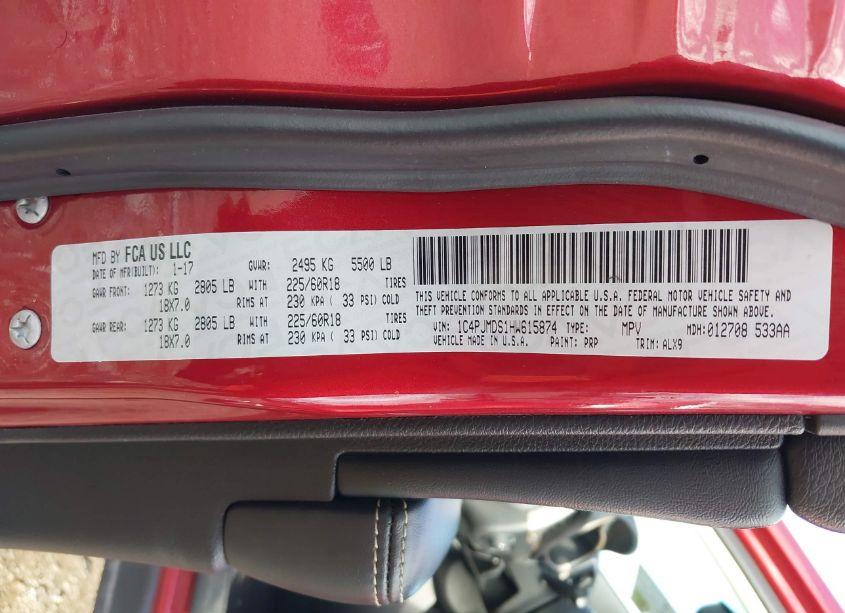 MFD BY FCA US LLC
DATE OF MFR(BUILT): 1-17 GVWR: 2495 KG 5500 LB
GAWR FRONT: 1273 KG 2805 LB WITH 225/60R18 TIRES
18X7.0 RIMS AT 230 KPA ( 33 PSI) COLD
GAWR REAR: 1273 KG 2805 LB WITH 225/60R18 TIRES
18X7.0 RIMS AT 230 KPA ( 33 PSI) COLD
THIS VEHICLE CONFORMS TO ALL APPLICABLE U.S.A. FEDERAL MOTOR VEHICLE SAFETY AND
THEFT PREVENTION STANDARDS IN EFFECT ON THE DATE OF MANUFACTURE SHOWN ABOVE.
VIN: 1C4PJMDS1HW615874 TYPE: MPV MDH: 012708 533AA
VEHICLE MADE IN U.S.A. PAINT: PRP TRIM: ALX9